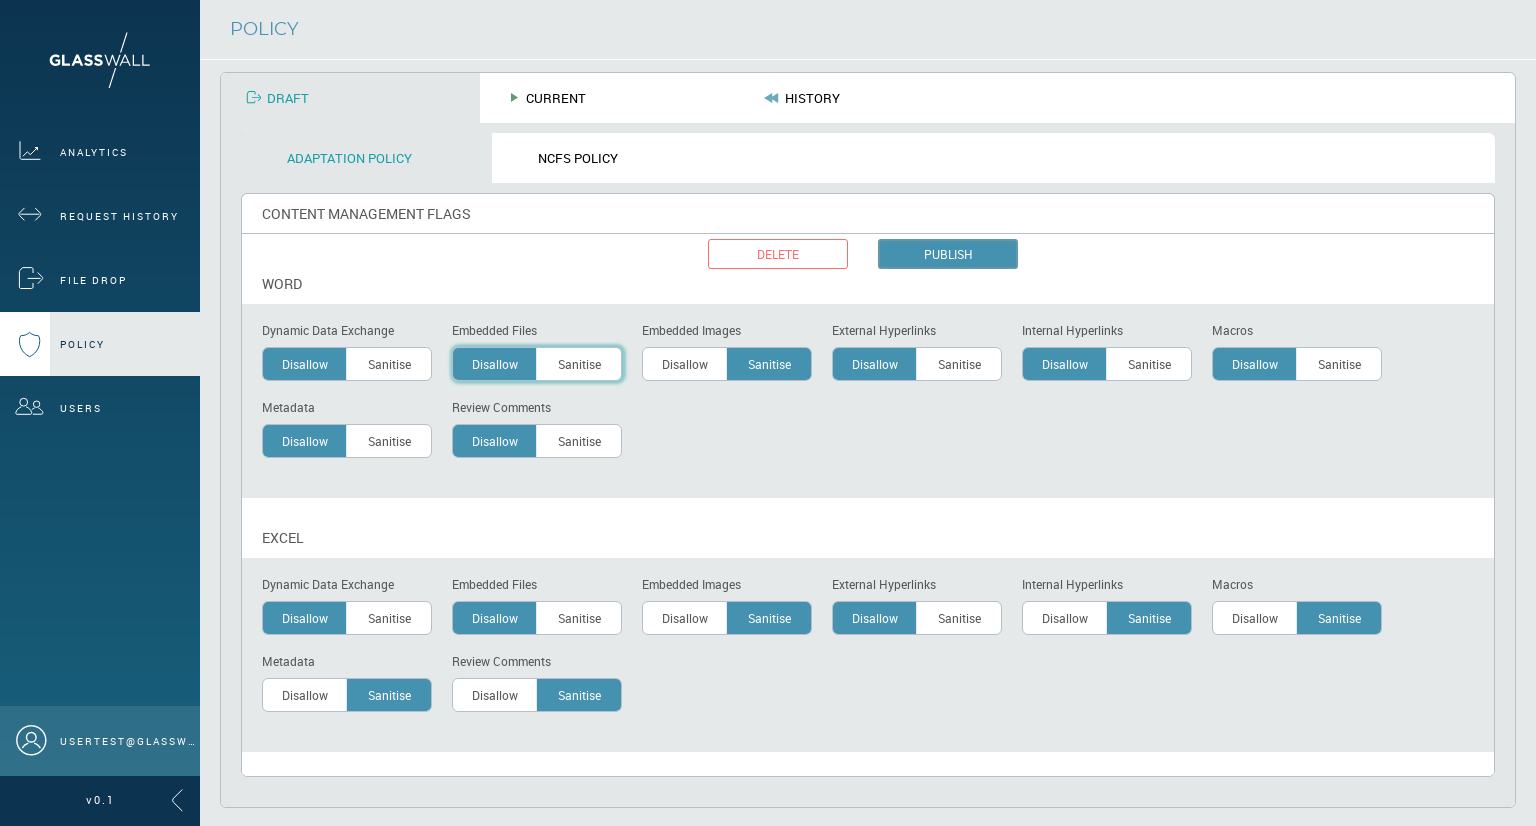 GLASSWALL
ANALYTICS
REQUEST HISTORY
FILE DROP
POLICY
USERS
USERTEST@GLASSW...
v0.1
POLICY
DRAFT CURRENT HISTORY
ADAPTATION POLICY NCFS POLICY
CONTENT MANAGEMENT FLAGS
DELETE PUBLISH
WORD
Dynamic Data Exchange Embedded Files Embedded Images External Hyperlinks Internal Hyperlinks Macros
Disallow Sanitise Disallow Sanitise Disallow Sanitise Disallow Sanitise Disallow Sanitise Disallow Sanitise
Metadata Review Comments
Disallow Sanitise Disallow Sanitise
EXCEL
Dynamic Data Exchange Embedded Files Embedded Images External Hyperlinks Internal Hyperlinks Macros
Disallow Sanitise Disallow Sanitise Disallow Sanitise Disallow Sanitise Disallow Sanitise Disallow Sanitise
Metadata Review Comments
Disallow Sanitise Disallow Sanitise